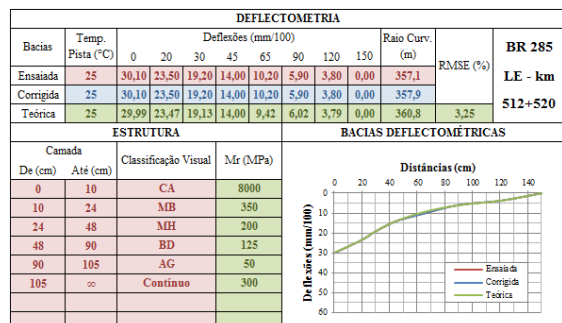 DEFLECTOMETRIA
Bacias Temp. Pista (°C) Deflexões (mm/100) Raio Curv. (m) RMSE (%) BR 285 LE - km 512+520
0 20 30 45 65 90 120 150
Ensaiada 25 30,10 23,50 19,20 14,00 10,20 5,90 3,80 0,00 357,1
Corrigida 25 30,10 23,50 19,20 14,00 10,20 5,90 3,80 0,00 357,9
Teórica 25 29,99 23,47 19,13 14,00 9,42 6,02 3,79 0,00 360,8 3,25
ESTRUTURA BACIAS DEFLECTOMÉTRICAS
Camada Classificação Visual Mr (MPa)
De (cm) Até (cm)
0 10 CA 8000
10 24 MB 350
24 48 MH 200
48 90 BD 125
90 105 AG 50
105 ∞ Contínuo 300
Distâncias (cm)
0 20 40 60 80 100 120 140
Deflexões (mm/100)
0
10
20
30
40
50
60
Ensaiada
Corrigida
Teórica